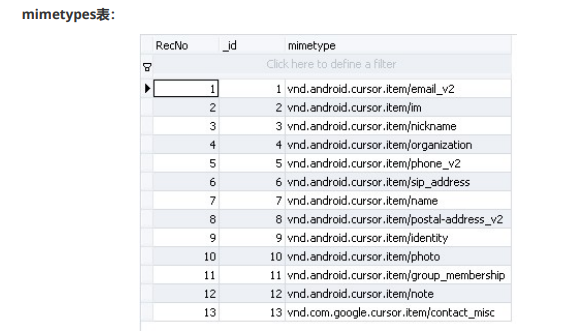 mimetypes表:
RecNo _id mimetype
Click here to define a filter
1 1 vnd.android.cursor.item/email_v2
2 2 vnd.android.cursor.item/im
3 3 vnd.android.cursor.item/nickname
4 4 vnd.android.cursor.item/organization
5 5 vnd.android.cursor.item/phone_v2
6 6 vnd.android.cursor.item/sip_address
7 7 vnd.android.cursor.item/name
8 8 vnd.android.cursor.item/postal-address_v2
9 9 vnd.android.cursor.item/identity
10 10 vnd.android.cursor.item/photo
11 11 vnd.android.cursor.item/group_membership
12 12 vnd.android.cursor.item/note
13 13 vnd.com.google.cursor.item/contact_misc